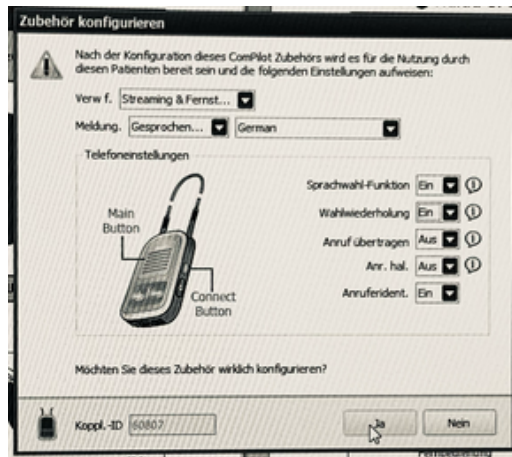 Zubehör konfigurieren
Nach der Konfiguration dieses ComPilot Zubehörs wird es für die Nutzung durch
diesen Patienten bereit sein und die folgenden Einstellungen aufweisen:
Verw f. Streaming & Fernst...
Meldung. Gesprochen... German
Telefoneinstellungen
Sprachwahl-Funktion Ein
Main
Button
Wahlwiederholung Ein
Anruf übertragen Aus
Anr. hal. Aus
Connect
Button
Anruferident. Ein
Möchten Sie dieses Zubehör wirklich konfigurieren?
Koppl.-ID 60807 Ja Nein